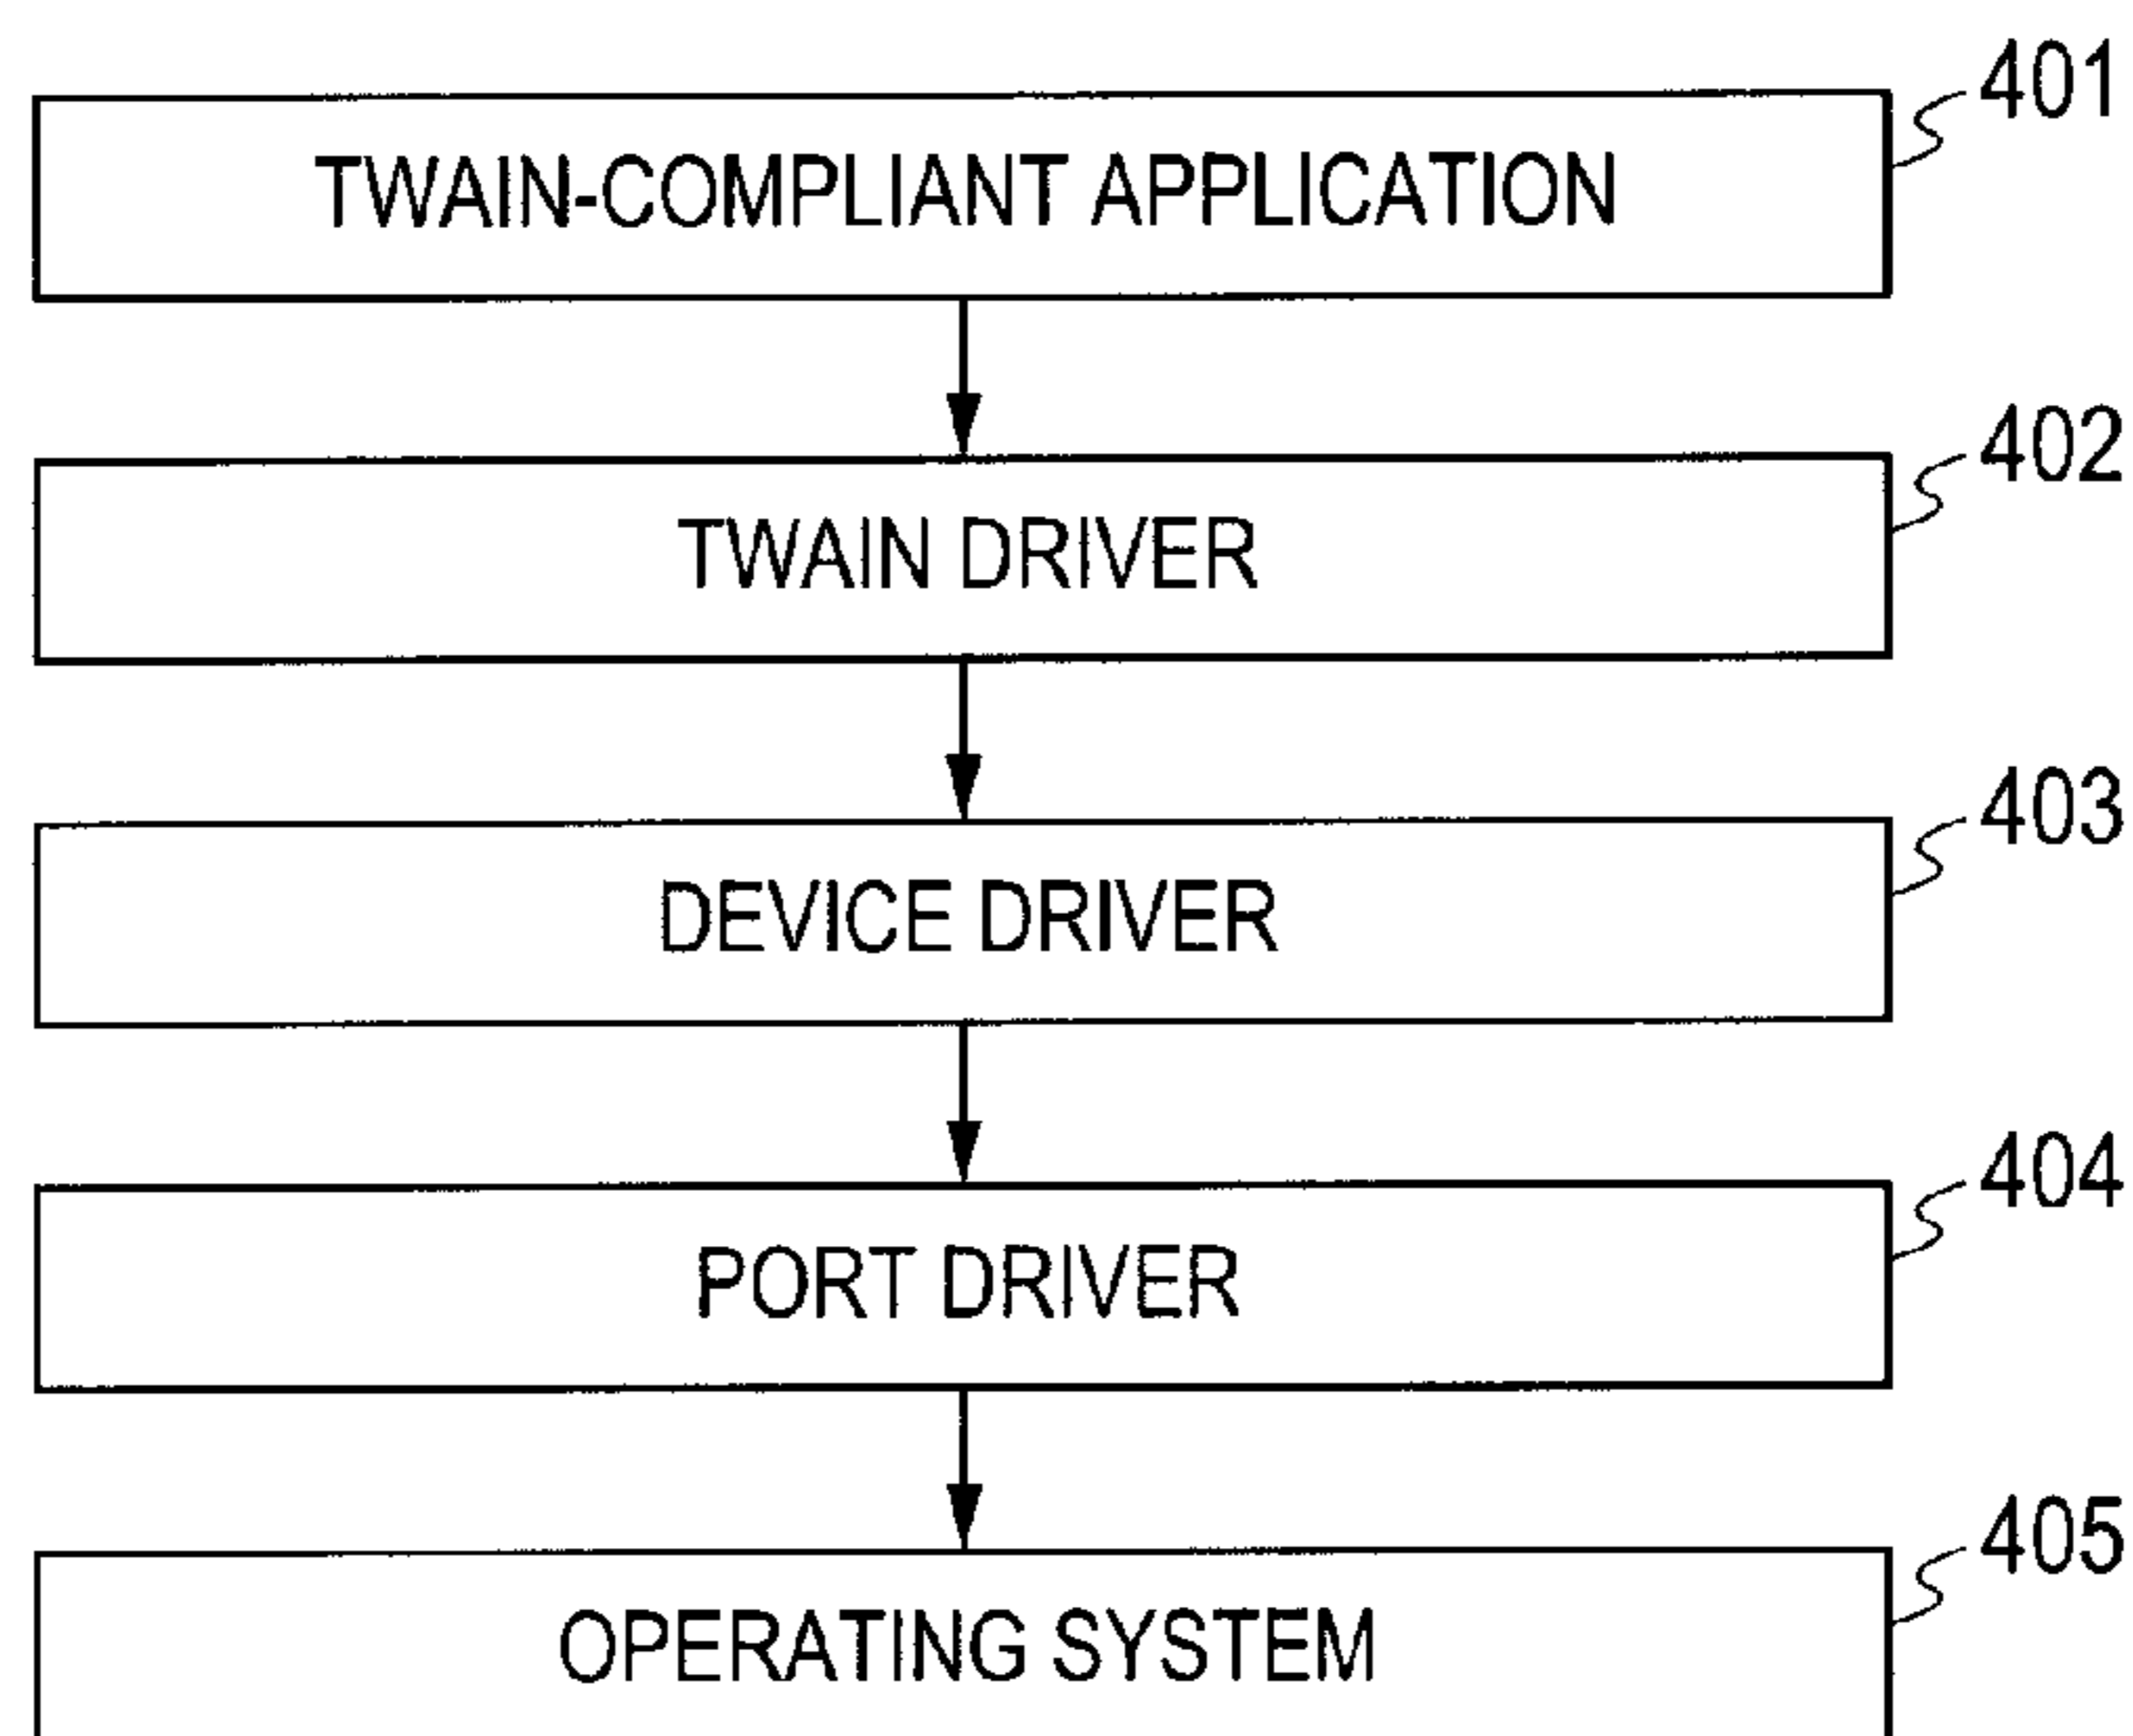 401
TWAIN-COMPLIANT APPLICATION
402
TWAIN DRIVER
403
DEVICE DRIVER
404
PORT DRIVER
405
OPERATING SYSTEM